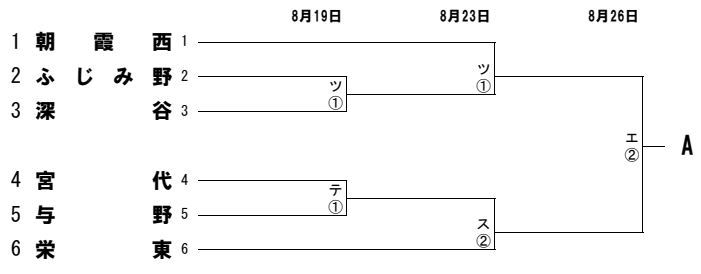 8月19日 8月23日 8月26日
1 朝霞西 1
2 ふじみ野 2
ツ
①
3 深谷 3
ツ
①
エ
②
A
4 宮代 4
テ
①
5 与野 5
ス
②
6 栄東 6